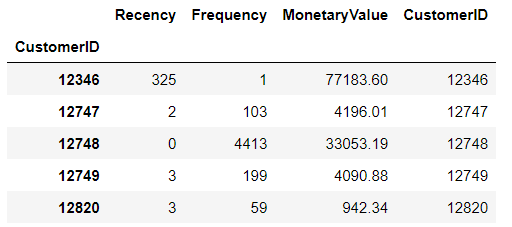 Recency Frequency MonetaryValue CustomerID
CustomerID
12346 325 1 77183.60 12346
12747 2 103 4196.01 12747
12748 0 4413 33053.19 12748
12749 3 199 4090.88 12749
12820 3 59 942.34 12820